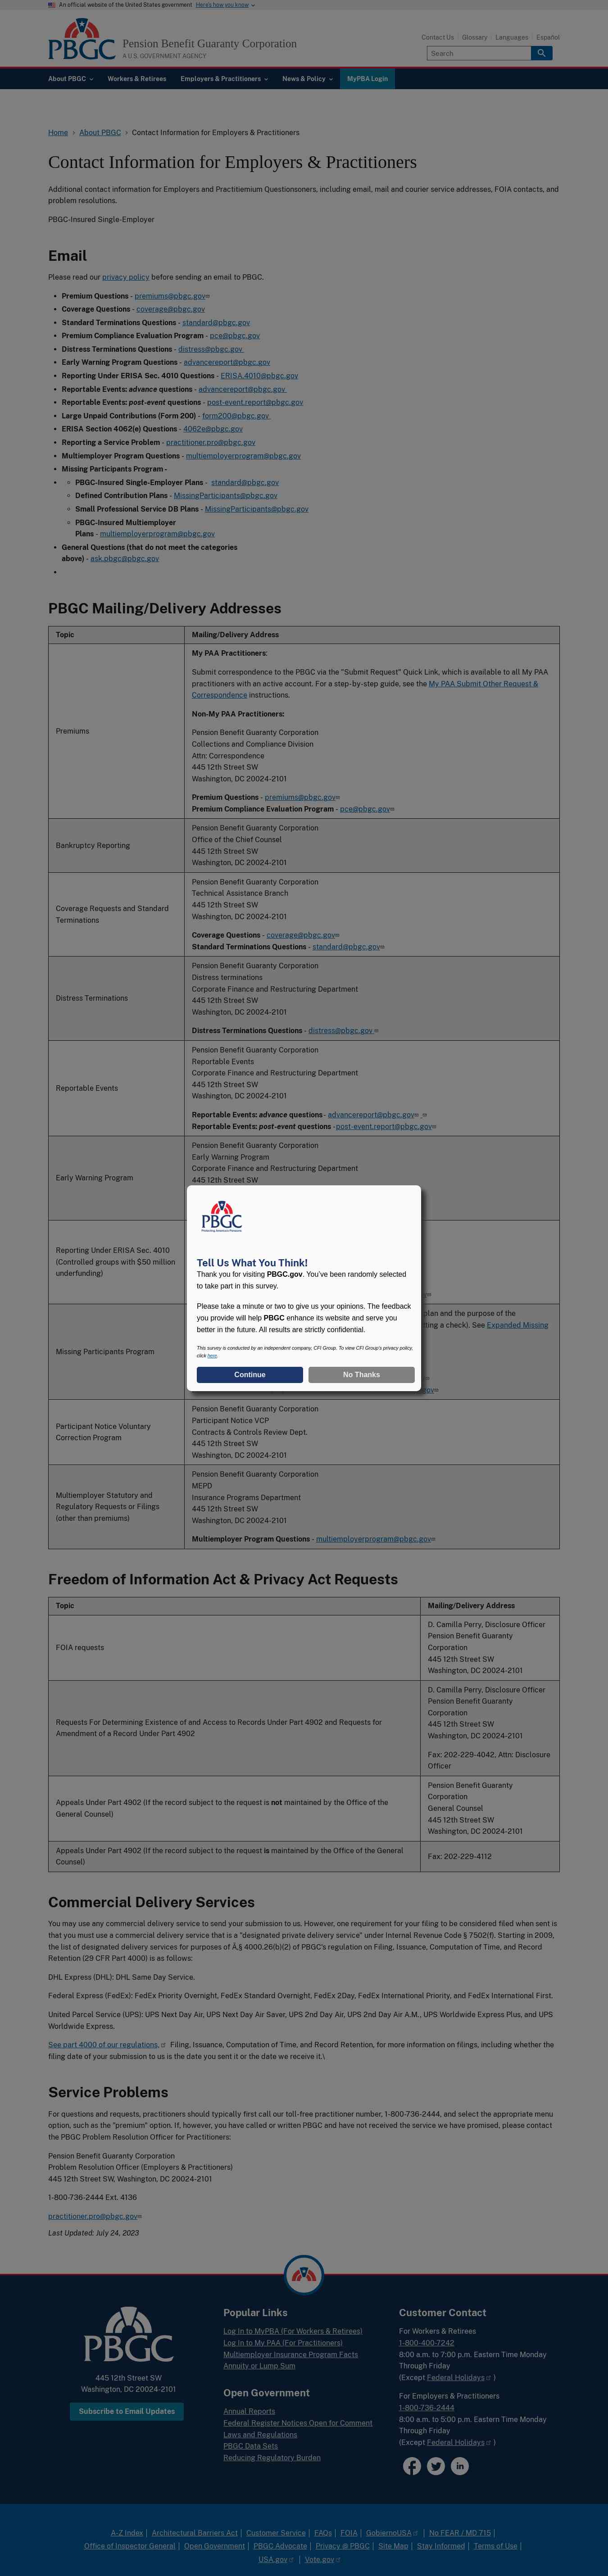 An official website of the United States government Here's how you know
PBGC
Pension Benefit Guaranty Corporation
A U.S. GOVERNMENT AGENCY
Contact Us Glossary Languages Español
Search
About PBGC Workers & Retirees Employers & Practitioners News & Policy MyPBA Login
Home > About PBGC > Contact Information for Employers & Practitioners
Contact Information for Employers & Practitioners
Additional contact information for Employers and Practitiemium Questionsoners, including email, mail and courier service addresses, FOIA contacts, and
problem resolutions.
PBGC-Insured Single-Employer
Email
Please read our privacy policy before sending an email to PBGC.
Premium Questions - premiums@pbgc.gov
Coverage Questions - coverage@pbgc.gov
Standard Terminations Questions - standard@pbgc.gov
Premium Compliance Evaluation Program - pce@pbgc.gov
Distress Terminations Questions - distress@pbgc.gov
Early Warning Program Questions - advancereport@pbgc.gov
Reporting Under ERISA Sec. 4010 Questions - ERISA.4010@pbgc.gov
Reportable Events: advance questions - advancereport@pbgc.gov
Reportable Events: post-event questions - post-event.report@pbgc.gov
Large Unpaid Contributions (Form 200) - form200@pbgc.gov
ERISA Section 4062(e) Questions - 4062e@pbgc.gov
Reporting a Service Problem - practitioner.pro@pbgc.gov
Multiemployer Program Questions - multiemployerprogram@pbgc.gov
Missing Participants Program -
PBGC-Insured Single-Employer Plans - standard@pbgc.gov
Defined Contribution Plans - MissingParticipants@pbgc.gov
Small Professional Service DB Plans - MissingParticipants@pbgc.gov
PBGC-Insured Multiemployer
Plans - multiemployerprogram@pbgc.gov
General Questions (that do not meet the categories
above) - ask.pbgc@pbgc.gov
PBGC Mailing/Delivery Addresses
Topic Mailing/Delivery Address
Premiums
My PAA Practitioners:
Submit correspondence to the PBGC via the "Submit Request" Quick Link, which is available to all My PAA
practitioners with an active account. For a step-by-step guide, see the My PAA Submit Other Request &
Correspondence instructions.
Non-My PAA Practitioners:
Pension Benefit Guaranty Corporation
Collections and Compliance Division
Attn: Correspondence
445 12th Street SW
Washington, DC 20024-2101
Premium Questions - premiums@pbgc.gov
Premium Compliance Evaluation Program - pce@pbgc.gov
Bankruptcy Reporting
Pension Benefit Guaranty Corporation
Office of the Chief Counsel
445 12th Street SW
Washington, DC 20024-2101
Coverage Requests and Standard
Terminations
Pension Benefit Guaranty Corporation
Technical Assistance Branch
445 12th Street SW
Washington, DC 20024-2101
Coverage Questions - coverage@pbgc.gov
Standard Terminations Questions - standard@pbgc.gov
Distress Terminations
Pension Benefit Guaranty Corporation
Distress terminations
Corporate Finance and Restructuring Department
445 12th Street SW
Washington, DC 20024-2101
Distress Terminations Questions - distress@pbgc.gov
Reportable Events
Pension Benefit Guaranty Corporation
Reportable Events
Corporate Finance and Restructuring Department
445 12th Street SW
Washington, DC 20024-2101
Reportable Events: advance questions - advancereport@pbgc.gov
Reportable Events: post-event questions - post-event.report@pbgc.gov
Early Warning Program
Pension Benefit Guaranty Corporation
Early Warning Program
Corporate Finance and Restructuring Department
445 12th Street SW
PBGC
Protecting America's Pensions
Tell Us What You Think!
Thank you for visiting PBGC.gov. You've been randomly selected
to take part in this survey.
Please take a minute or two to give us your opinions. The feedback
you provide will help PBGC enhance its website and serve you
better in the future. All results are strictly confidential.
This survey is conducted by an independent company, CFI Group. To view CFI Group's privacy policy,
click here.
Continue No Thanks
Reporting Under ERISA Sec. 4010
(Controlled groups with $50 million
underfunding)
Missing Participants Program
plan and the purpose of the
ting a check). See Expanded Missing
gov
Participant Notice Voluntary
Correction Program
Pension Benefit Guaranty Corporation
Participant Notice VCP
Contracts & Controls Review Dept.
445 12th Street SW
Washington, DC 20024-2101
Multiemployer Statutory and
Regulatory Requests or Filings
(other than premiums)
Pension Benefit Guaranty Corporation
MEPD
Insurance Programs Department
445 12th Street SW
Washington, DC 20024-2101
Multiemployer Program Questions - multiemployerprogram@pbgc.gov
Freedom of Information Act & Privacy Act Requests
Topic Mailing/Delivery Address
FOIA requests
D. Camilla Perry, Disclosure Officer
Pension Benefit Guaranty
Corporation
445 12th Street SW
Washington, DC 20024-2101
Requests For Determining Existence of and Access to Records Under Part 4902 and Requests for
Amendment of a Record Under Part 4902
D. Camilla Perry, Disclosure Officer
Pension Benefit Guaranty
Corporation
445 12th Street SW
Washington, DC 20024-2101
Fax: 202-229-4042, Attn: Disclosure
Officer
Appeals Under Part 4902 (If the record subject to the request is not maintained by the Office of the
General Counsel)
Pension Benefit Guaranty
Corporation
General Counsel
445 12th Street SW
Washington, DC 20024-2101
Appeals Under Part 4902 (If the record subject to the request is maintained by the Office of the General
Counsel)
Fax: 202-229-4112
Commercial Delivery Services
You may use any commercial delivery service to send your submission to us. However, one requirement for your filing to be considered filed when sent is
that you must use a commercial delivery service that is a "designated private delivery service" under Internal Revenue Code § 7502(f). Starting in 2009,
the list of designated delivery services for purposes of Â,§ 4000.26(b)(2) of PBGC's regulation on Filing, Issuance, Computation of Time, and Record
Retention (29 CFR Part 4000) is as follows:
DHL Express (DHL): DHL Same Day Service.
Federal Express (FedEx): FedEx Priority Overnight, FedEx Standard Overnight, FedEx 2Day, FedEx International Priority, and FedEx International First.
United Parcel Service (UPS): UPS Next Day Air, UPS Next Day Air Saver, UPS 2nd Day Air, UPS 2nd Day Air A.M., UPS Worldwide Express Plus, and UPS
Worldwide Express.
See part 4000 of our regulations, Filing, Issuance, Computation of Time, and Record Retention, for more information on filings, including whether the
filing date of your submission to us is the date you send it or the date we receive it.\
Service Problems
For questions and requests, practitioners should typically first call our toll-free practitioner number, 1-800-736-2444, and select the appropriate menu
option, such as the "premium" option. If, however, you have called or written PBGC and have not received the service we have promised, please contact
the PBGC Problem Resolution Officer for Practitioners:
Pension Benefit Guaranty Corporation
Problem Resolution Officer (Employers & Practitioners)
445 12th Street SW, Washington, DC 20024-2101
1-800-736-2444 Ext. 4136
practitioner.pro@pbgc.gov
Last Updated: July 24, 2023
PBGC
445 12th Street SW
Washington, DC 20024-2101
Subscribe to Email Updates
Popular Links
Log In to MyPBA (For Workers & Retirees)
Log In to My PAA (For Practitioners)
Multiemployer Insurance Program Facts
Annuity or Lump Sum
Open Government
Annual Reports
Federal Register Notices Open for Comment
Laws and Regulations
PBGC Data Sets
Reducing Regulatory Burden
Customer Contact
For Workers & Retirees
1-800-400-7242
8:00 a.m. to 7:00 p.m. Eastern Time Monday
Through Friday
(Except Federal Holidays )
For Employers & Practitioners
1-800-736-2444
8:00 a.m. to 5:00 p.m. Eastern Time Monday
Through Friday
(Except Federal Holidays )
A-Z Index | Architectural Barriers Act | Customer Service | FAQs | FOIA | GobiernoUSA | No FEAR / MD 715 |
Office of Inspector General | Open Government | PBGC Advocate | Privacy @ PBGC | Site Map | Stay Informed | Terms of Use |
USA.gov | Vote.gov